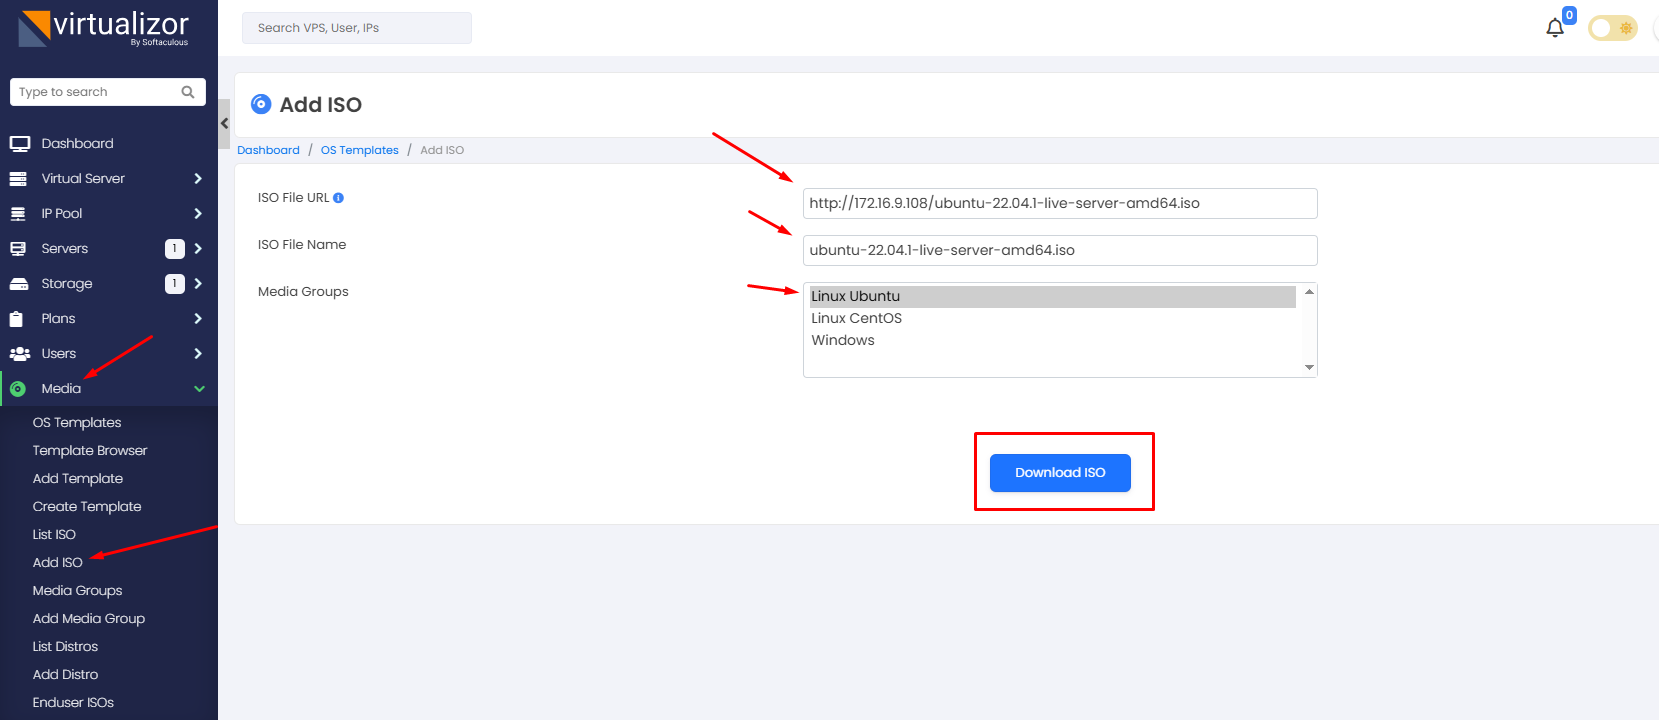 virtualizor
By Softaculous
Type to search
Dashboard
Virtual Server
IP Pool
Servers 1
Storage 1
Plans
Users
Media
OS Templates
Template Browser
Add Template
Create Template
List ISO
Add ISO
Media Groups
Add Media Group
List Distros
Add Distro
Enduser ISOs
Search VPS, User, IPs
0
Add ISO
Dashboard / OS Templates / Add ISO
ISO File URL i
http://172.16.9.108/ubuntu-22.04.1-live-server-amd64.iso
ISO File Name
ubuntu-22.04.1-live-server-amd64.iso
Media Groups
Linux Ubuntu
Linux CentOS
Windows
Download ISO